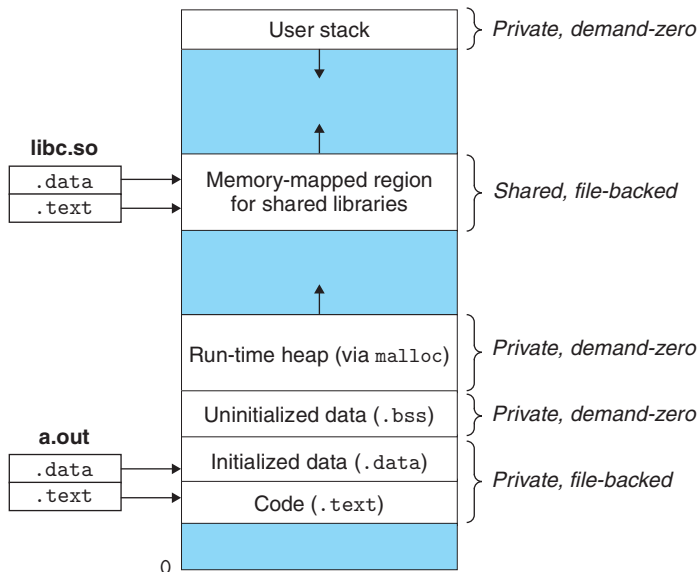 User stack
Private, demand-zero
libc.so
.data
.text
Memory-mapped region
for shared libraries
Shared, file-backed
Run-time heap (via malloc)
Private, demand-zero
Uninitialized data (.bss)
Private, demand-zero
a.out
.data
.text
Initialized data (.data)
Code (.text)
Private, file-backed
0